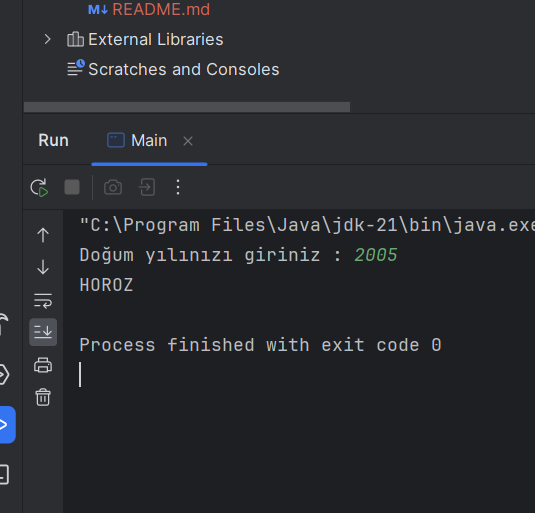 M↓ README.md
External Libraries
Scratches and Consoles
Run Main
"C:\Program Files\Java\jdk-21\bin\java.exe
Doğum yılınızı giriniz : 2005
HOROZ
Process finished with exit code 0